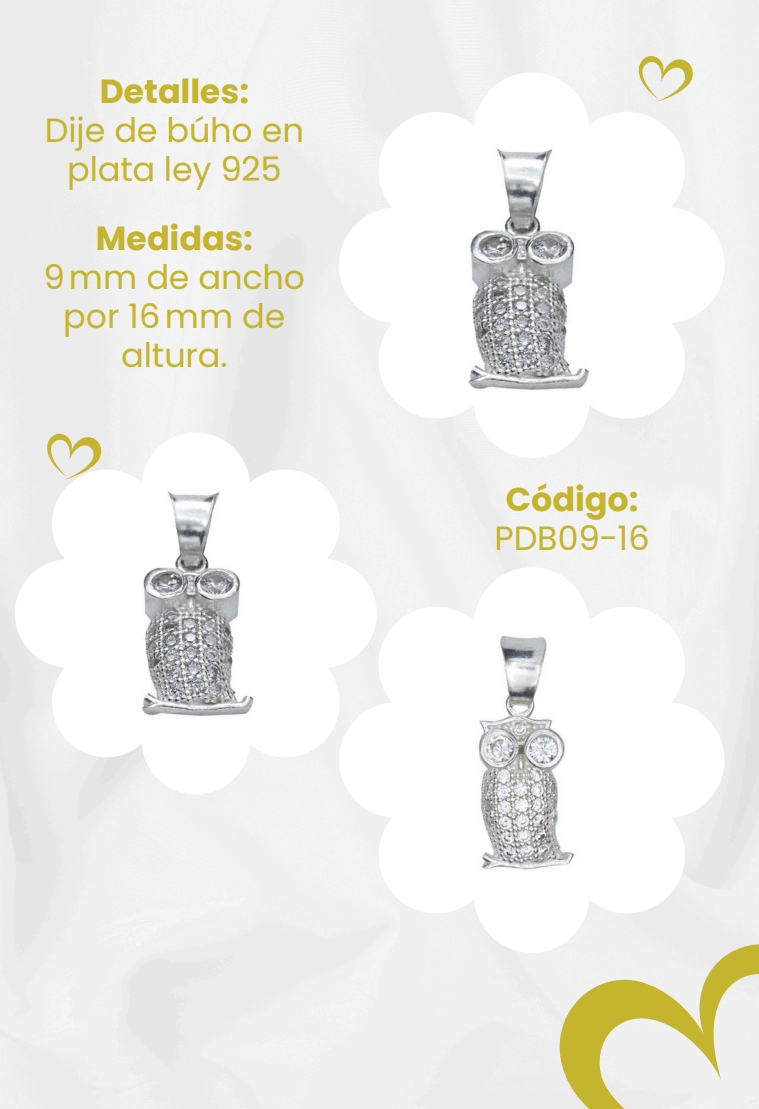 Detalles:
Dije de búho en
plata ley 925
Medidas:
9 mm de ancho
por 16 mm de
altura.
Código:
PDB09-16